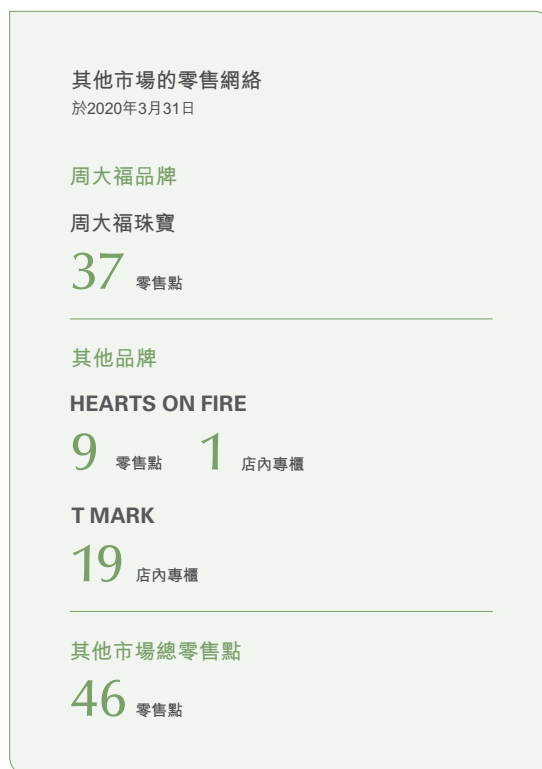 其他市場的零售網絡
於2020年3月31日
周大福品牌
周大福珠寶
37 零售點
其他品牌
HEARTS ON FIRE
9 零售點 1 店內專櫃
T MARK
19 店內專櫃
其他市場總零售點
46 零售點